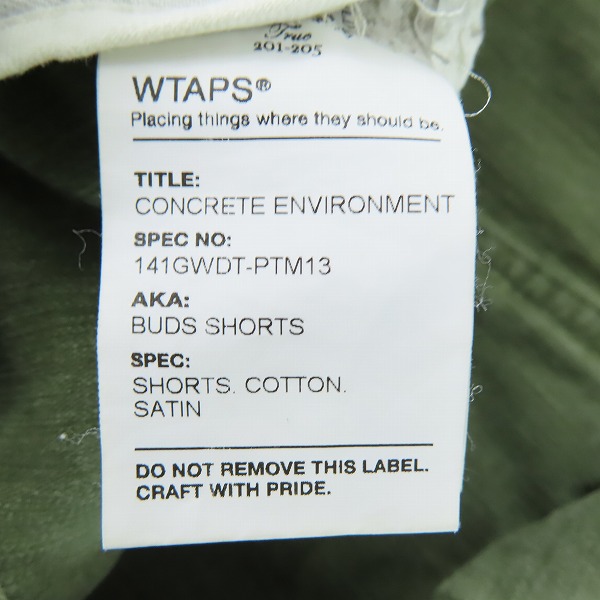 True
201-205
WTAPS®
Placing things where they should be.
TITLE:
CONCRETE ENVIRONMENT
SPEC NO:
141GWDT-PTM13
AKA:
BUDS SHORTS
SPEC:
SHORTS. COTTON.
SATIN
DO NOT REMOVE THIS LABEL.
CRAFT WITH PRIDE.